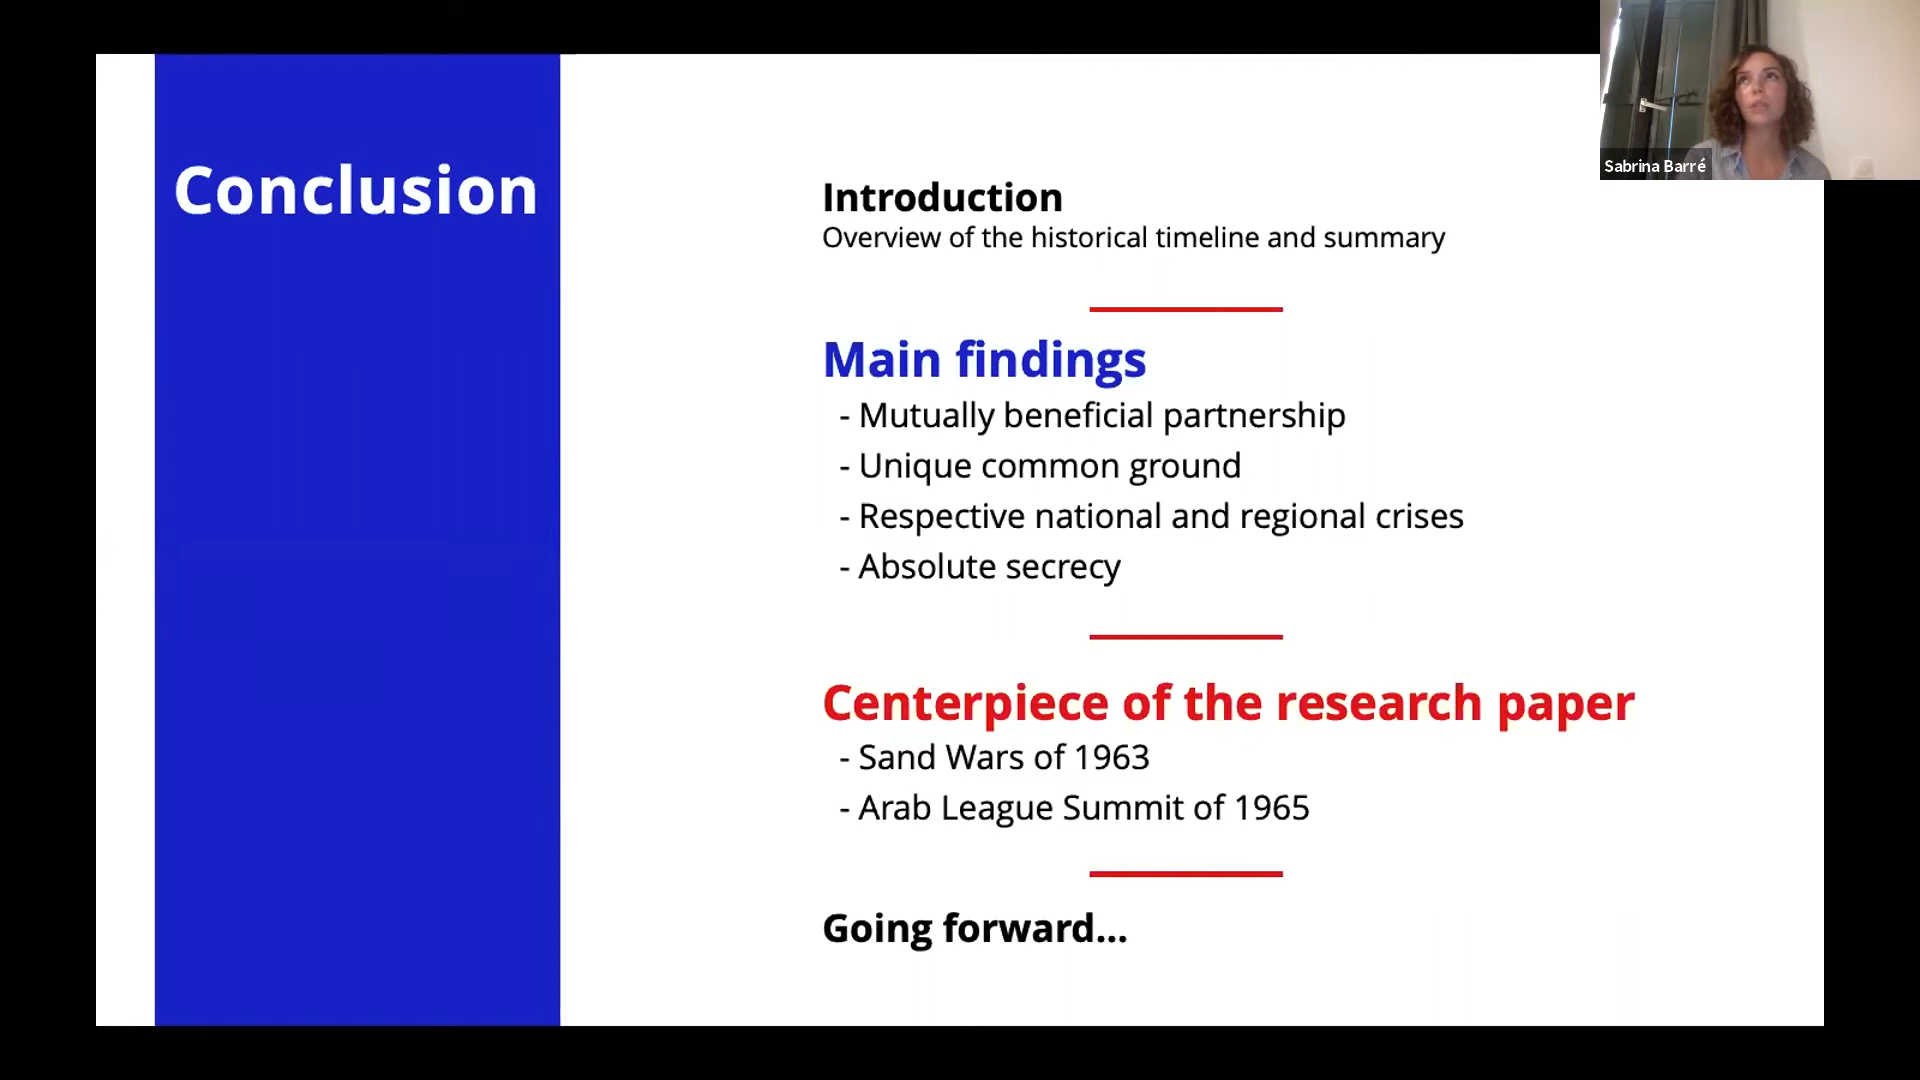 Conclusion
Introduction
Overview of the historical timeline and summary
Main findings
- Mutually beneficial partnership
- Unique common ground
- Respective national and regional crises
- Absolute secrecy
Centerpiece of the research paper
- Sand Wars of 1963
- Arab League Summit of 1965
Going forward...
Sabrina Barré